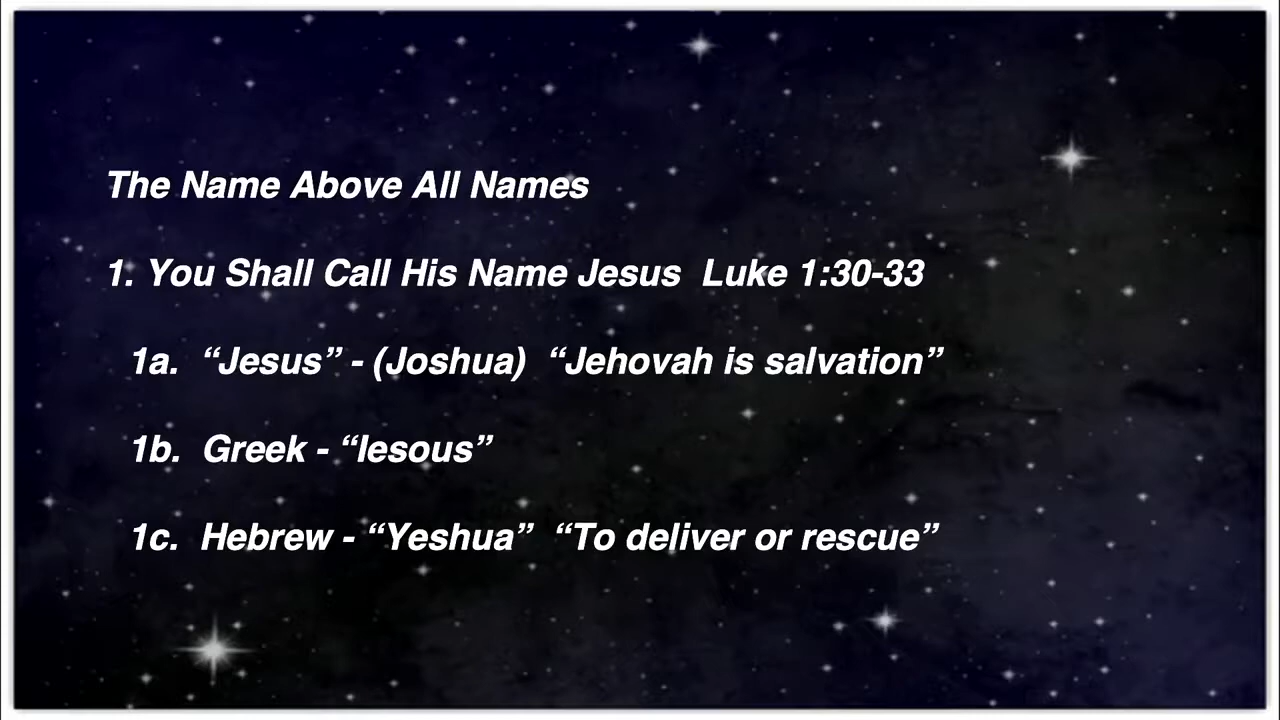 The Name Above All Names
1. You Shall Call His Name Jesus  Luke 1:30-33
1a.  “Jesus” - (Joshua)  “Jehovah is salvation”
1b.  Greek - “Iesous”
1c.  Hebrew - “Yeshua”  “To deliver or rescue”